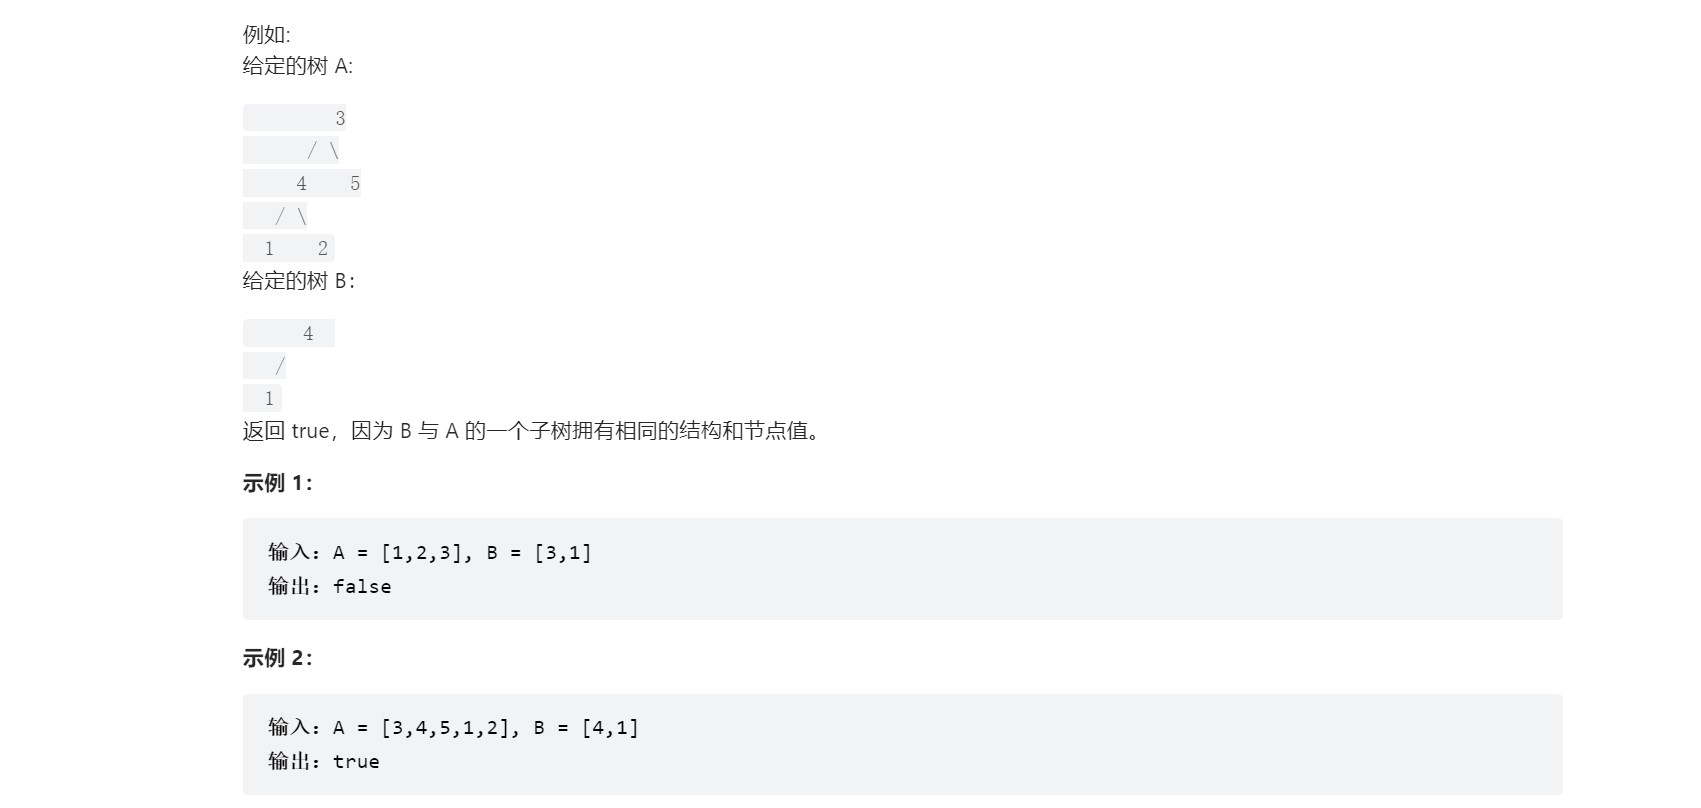 例如:
给定的树 A:
3
/ \
4    5
/ \
1    2
给定的树 B：
4
/
1
返回 true，因为 B 与 A 的一个子树拥有相同的结构和节点值。
示例 1：
输入：A = [1,2,3], B = [3,1]
输出：false
示例 2：
输入：A = [3,4,5,1,2], B = [4,1]
输出：true